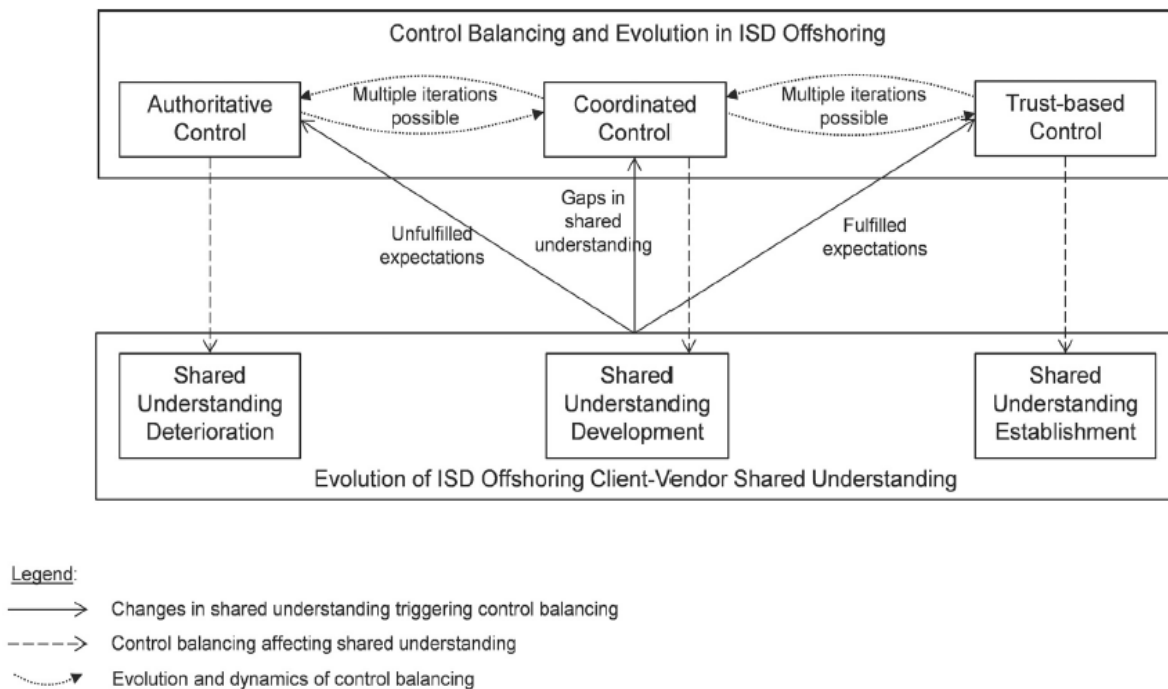 Control Balancing and Evolution in ISD Offshoring
Authoritative
Control
Multiple iterations
possible
Coordinated
Control
Multiple iterations
possible
Trust-based
Control
Unfulfilled
expectations
Gaps in
shared
understanding
Fulfilled
expectations
Shared
Understanding
Deterioration
Shared
Understanding
Development
Shared
Understanding
Establishment
Evolution of ISD Offshoring Client-Vendor Shared Understanding
Legend:
Changes in shared understanding triggering control balancing
Control balancing affecting shared understanding
Evolution and dynamics of control balancing